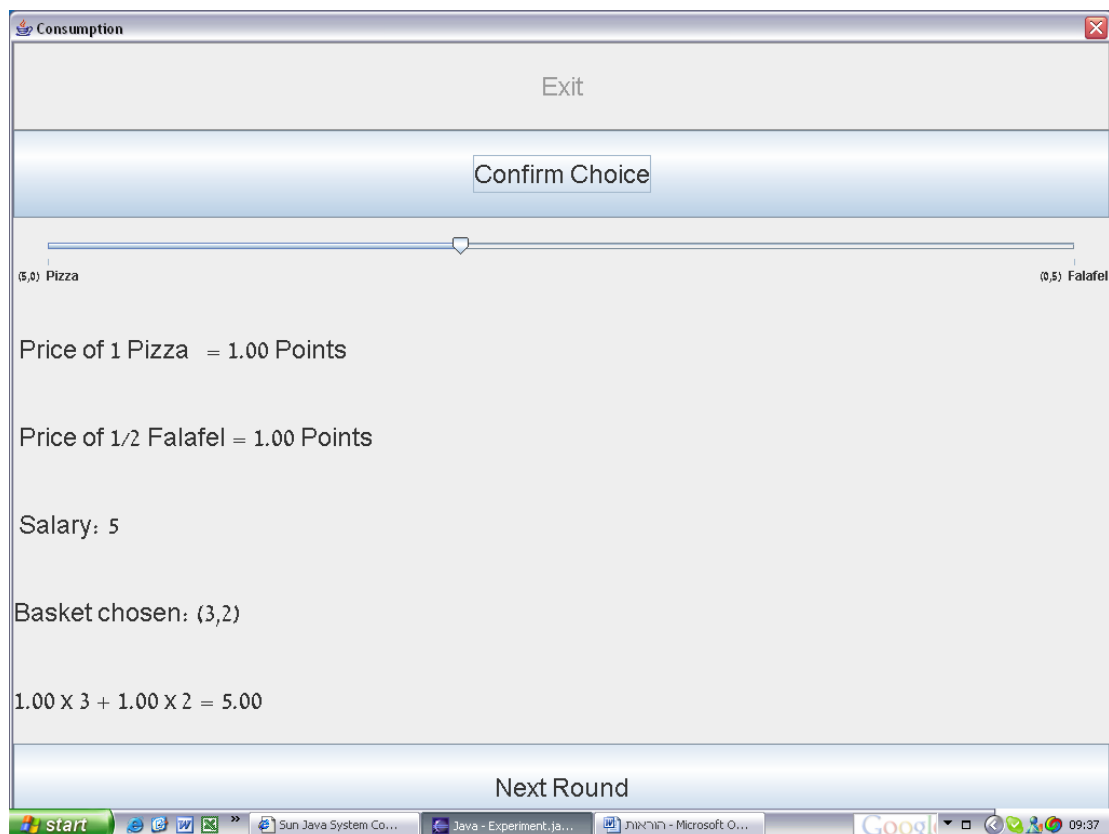 Consumption
Exit
Confirm Choice
(5,0) Pizza (0,5) Falafel
Price of 1 Pizza = 1.00 Points
Price of 1/2 Falafel = 1.00 Points
Salary: 5
Basket chosen: (3,2)
1.00 X 3 + 1.00 X 2 = 5.00
Next Round
start » Sun Java System Co... Java - Experiment.ja... הוראות - Microsoft O... Google 09:37